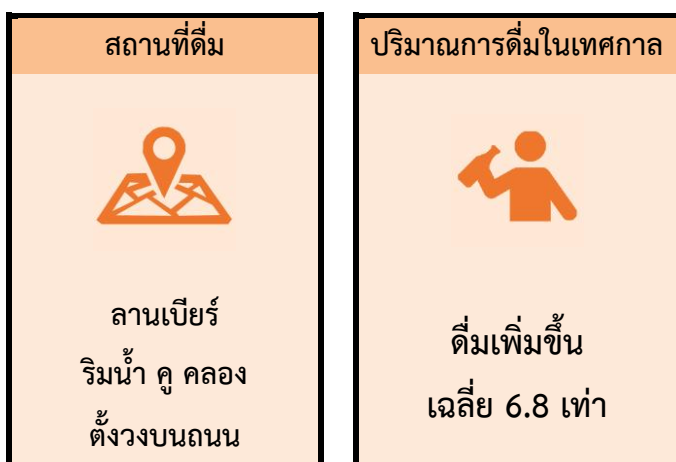 สถานที่ดื่ม
ลานเบียร์
ริมน้ำ คู คลอง
ตั้งวงบนถนน
ปริมาณการดื่มในเทศกาล
ดื่มเพิ่มขึ้น
เฉลี่ย 6.8 เท่า